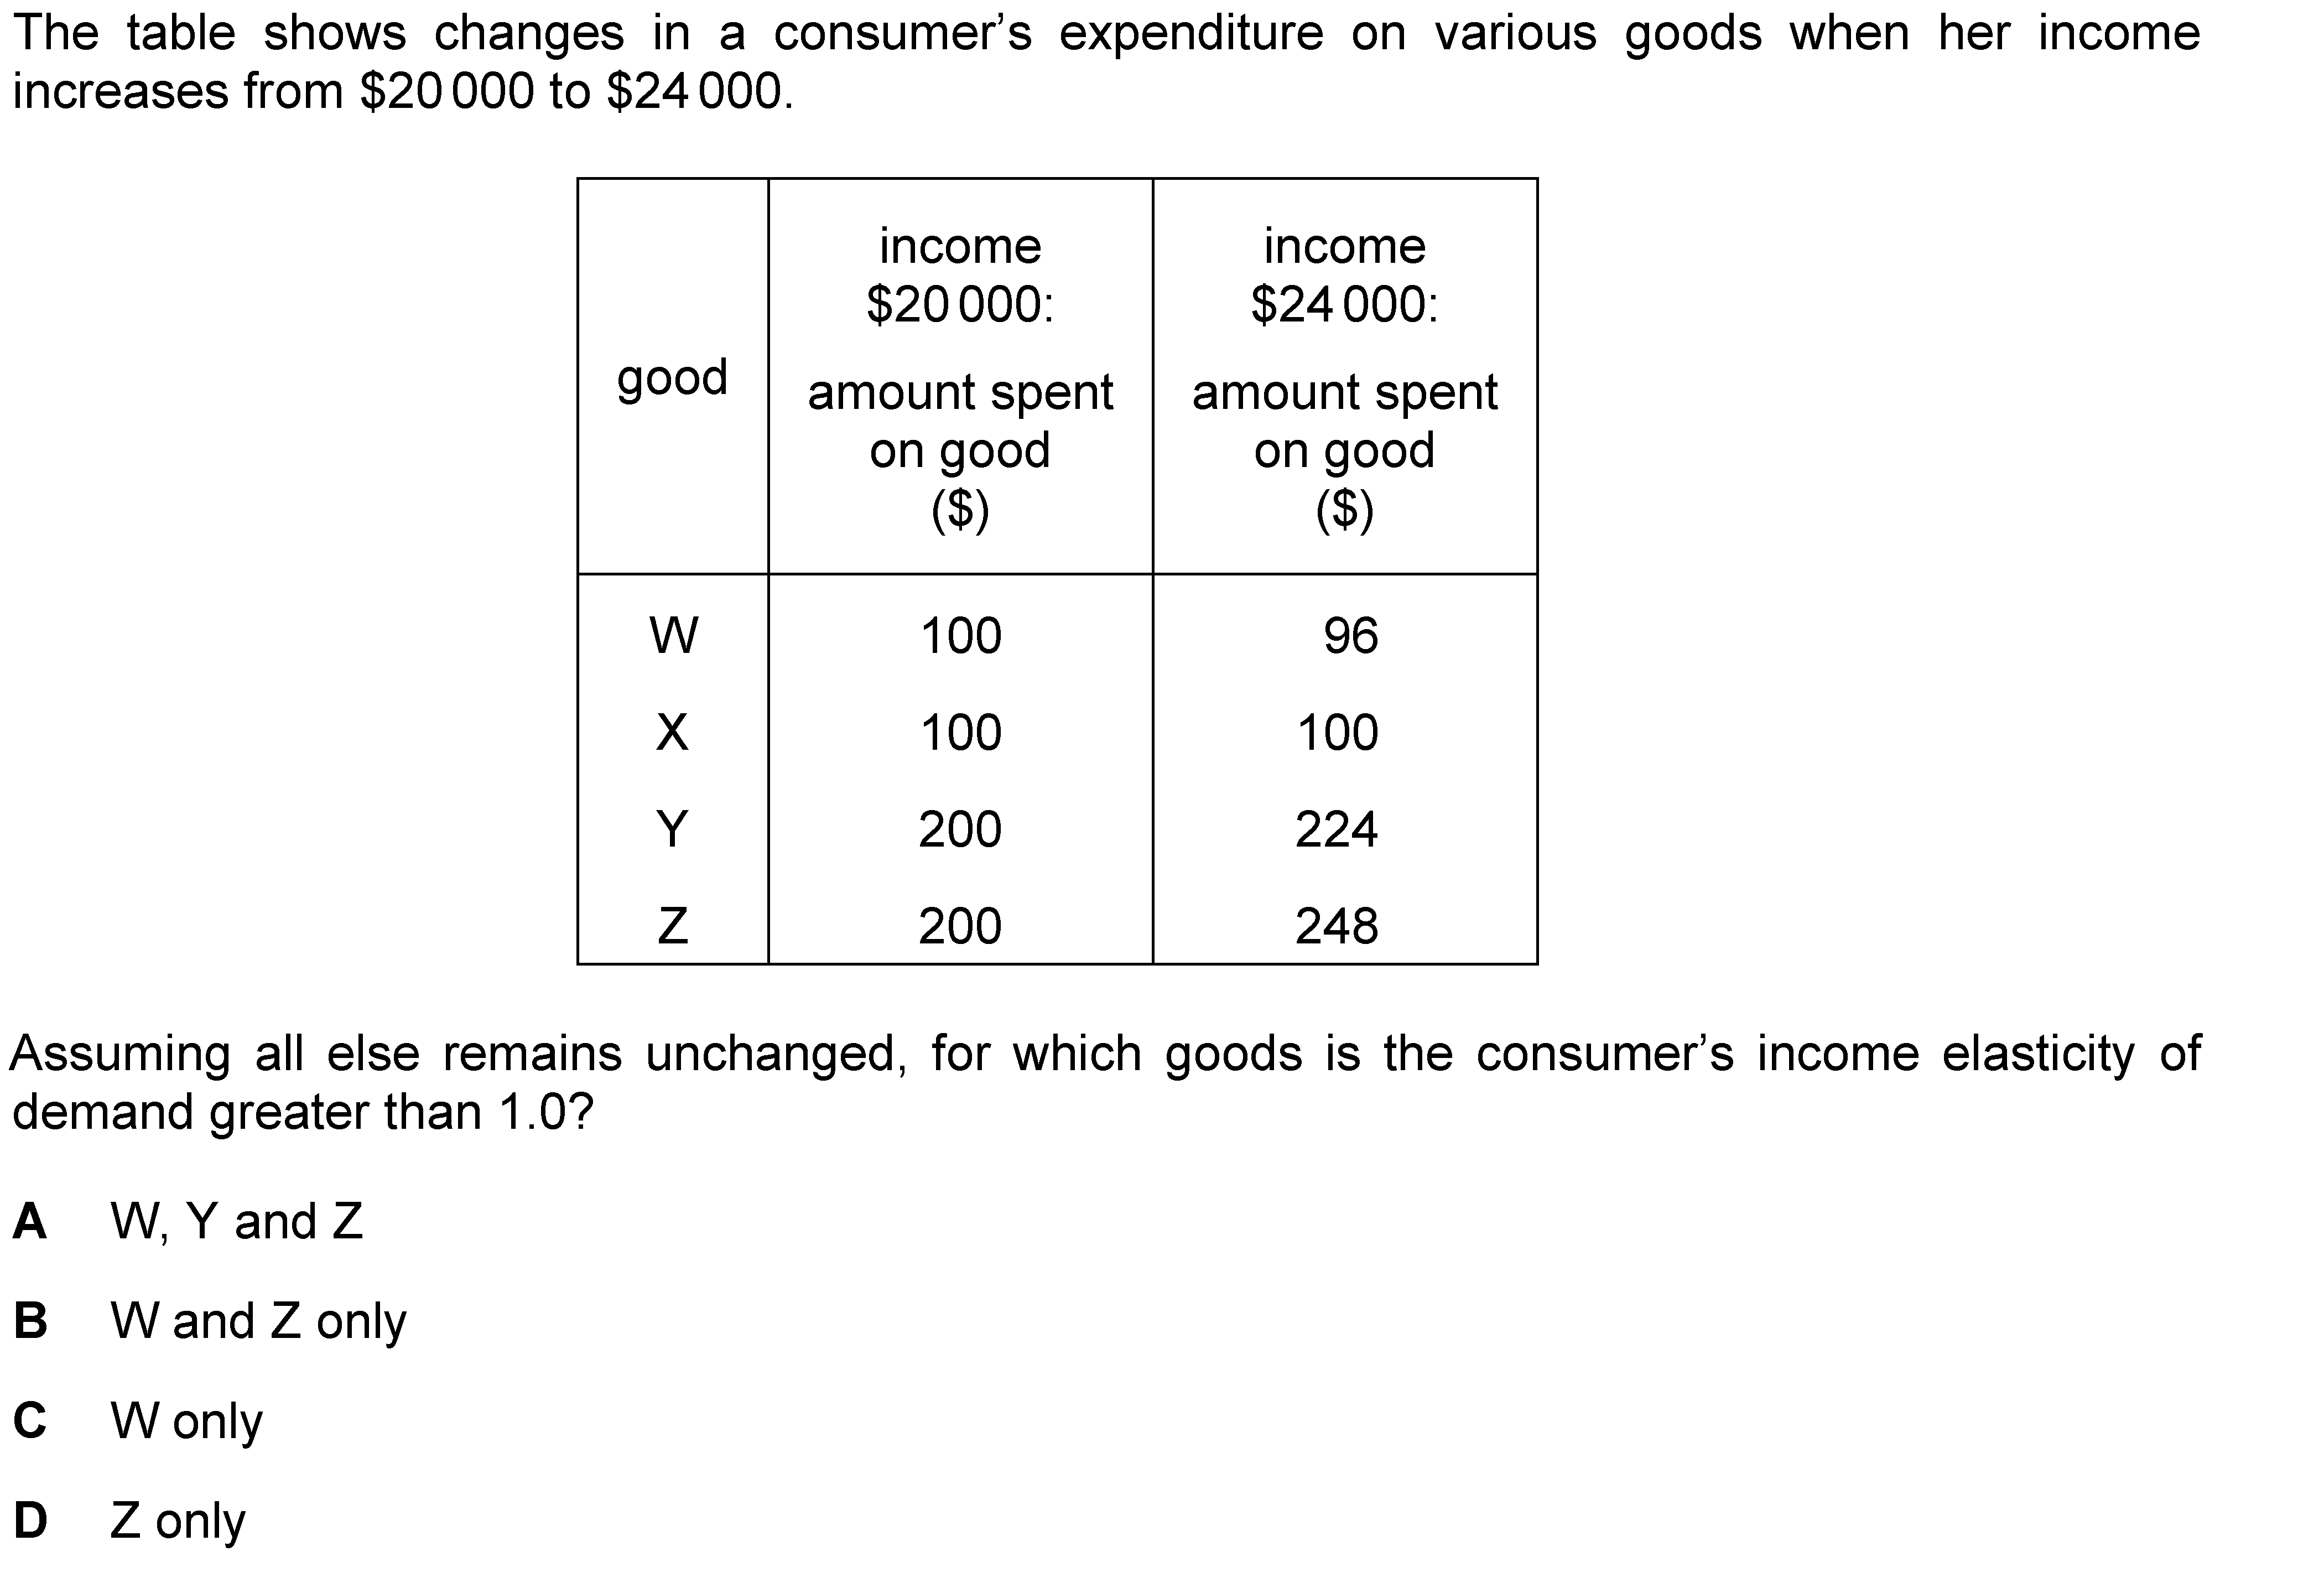 The table shows changes in a consumer’s expenditure on various goods when her income
increases from $20 000 to $24 000.
good
income
$20 000:
amount spent
on good
($)
income
$24 000:
amount spent
on good
($)
W 100 96
X 100 100
Y 200 224
Z 200 248
Assuming all else remains unchanged, for which goods is the consumer’s income elasticity of
demand greater than 1.0?
A W, Y and Z
B W and Z only
C W only
D Z only